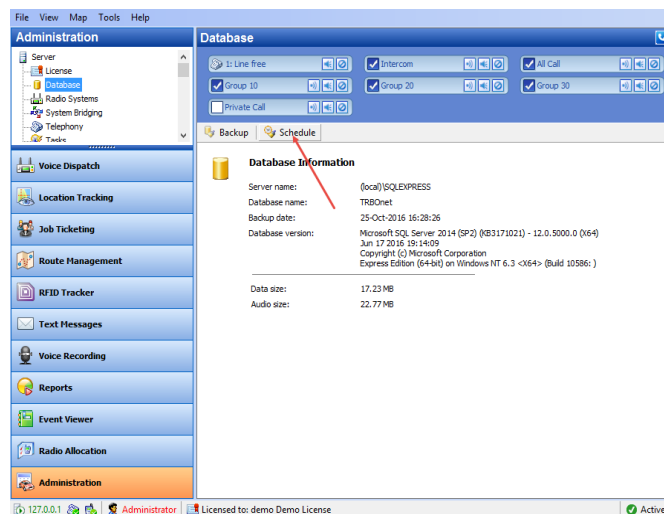 File View Map Tools Help
Administration
Server
License
Database
Radio Systems
System Bridging
Telephony
Tasks
Voice Dispatch
Location Tracking
Job Ticketing
Route Management
RFID Tracker
Text Messages
Voice Recording
Reports
Event Viewer
Radio Allocation
Administration
Database
1: Line free Intercom All Call
Group 10 Group 20 Group 30
Private Call
Backup Schedule
Database Information
Server name: (local)\SQLEXPRESS
Database name: TRBOnet
Backup date: 25-Oct-2016 16:28:26
Database version: Microsoft SQL Server 2014 (SP2) (KB3171021) - 12.0.5000.0 (X64)
Jun 17 2016 19:14:09
Copyright (c) Microsoft Corporation
Express Edition (64-bit) on Windows NT 6.3 <X64> (Build 10586: )
Data size: 17.23 MB
Audio size: 22.77 MB
127.0.0.1 Administrator Licensed to: demo Demo License Active